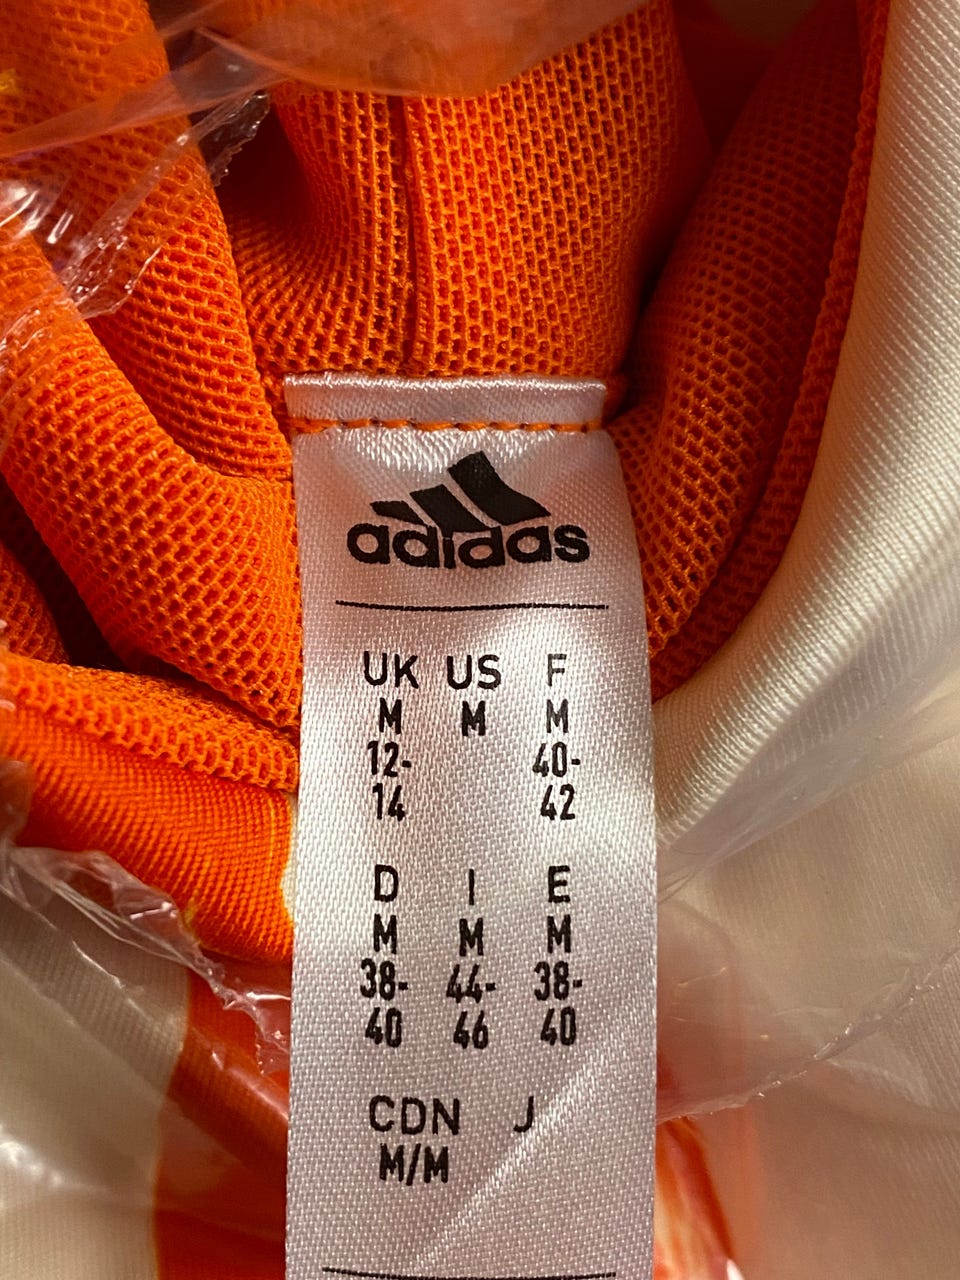 adidas
UK US F
M M M
12- 40-
14 42
D I E
M M M
38- 44- 38-
40 46 40
CDN J
M/M